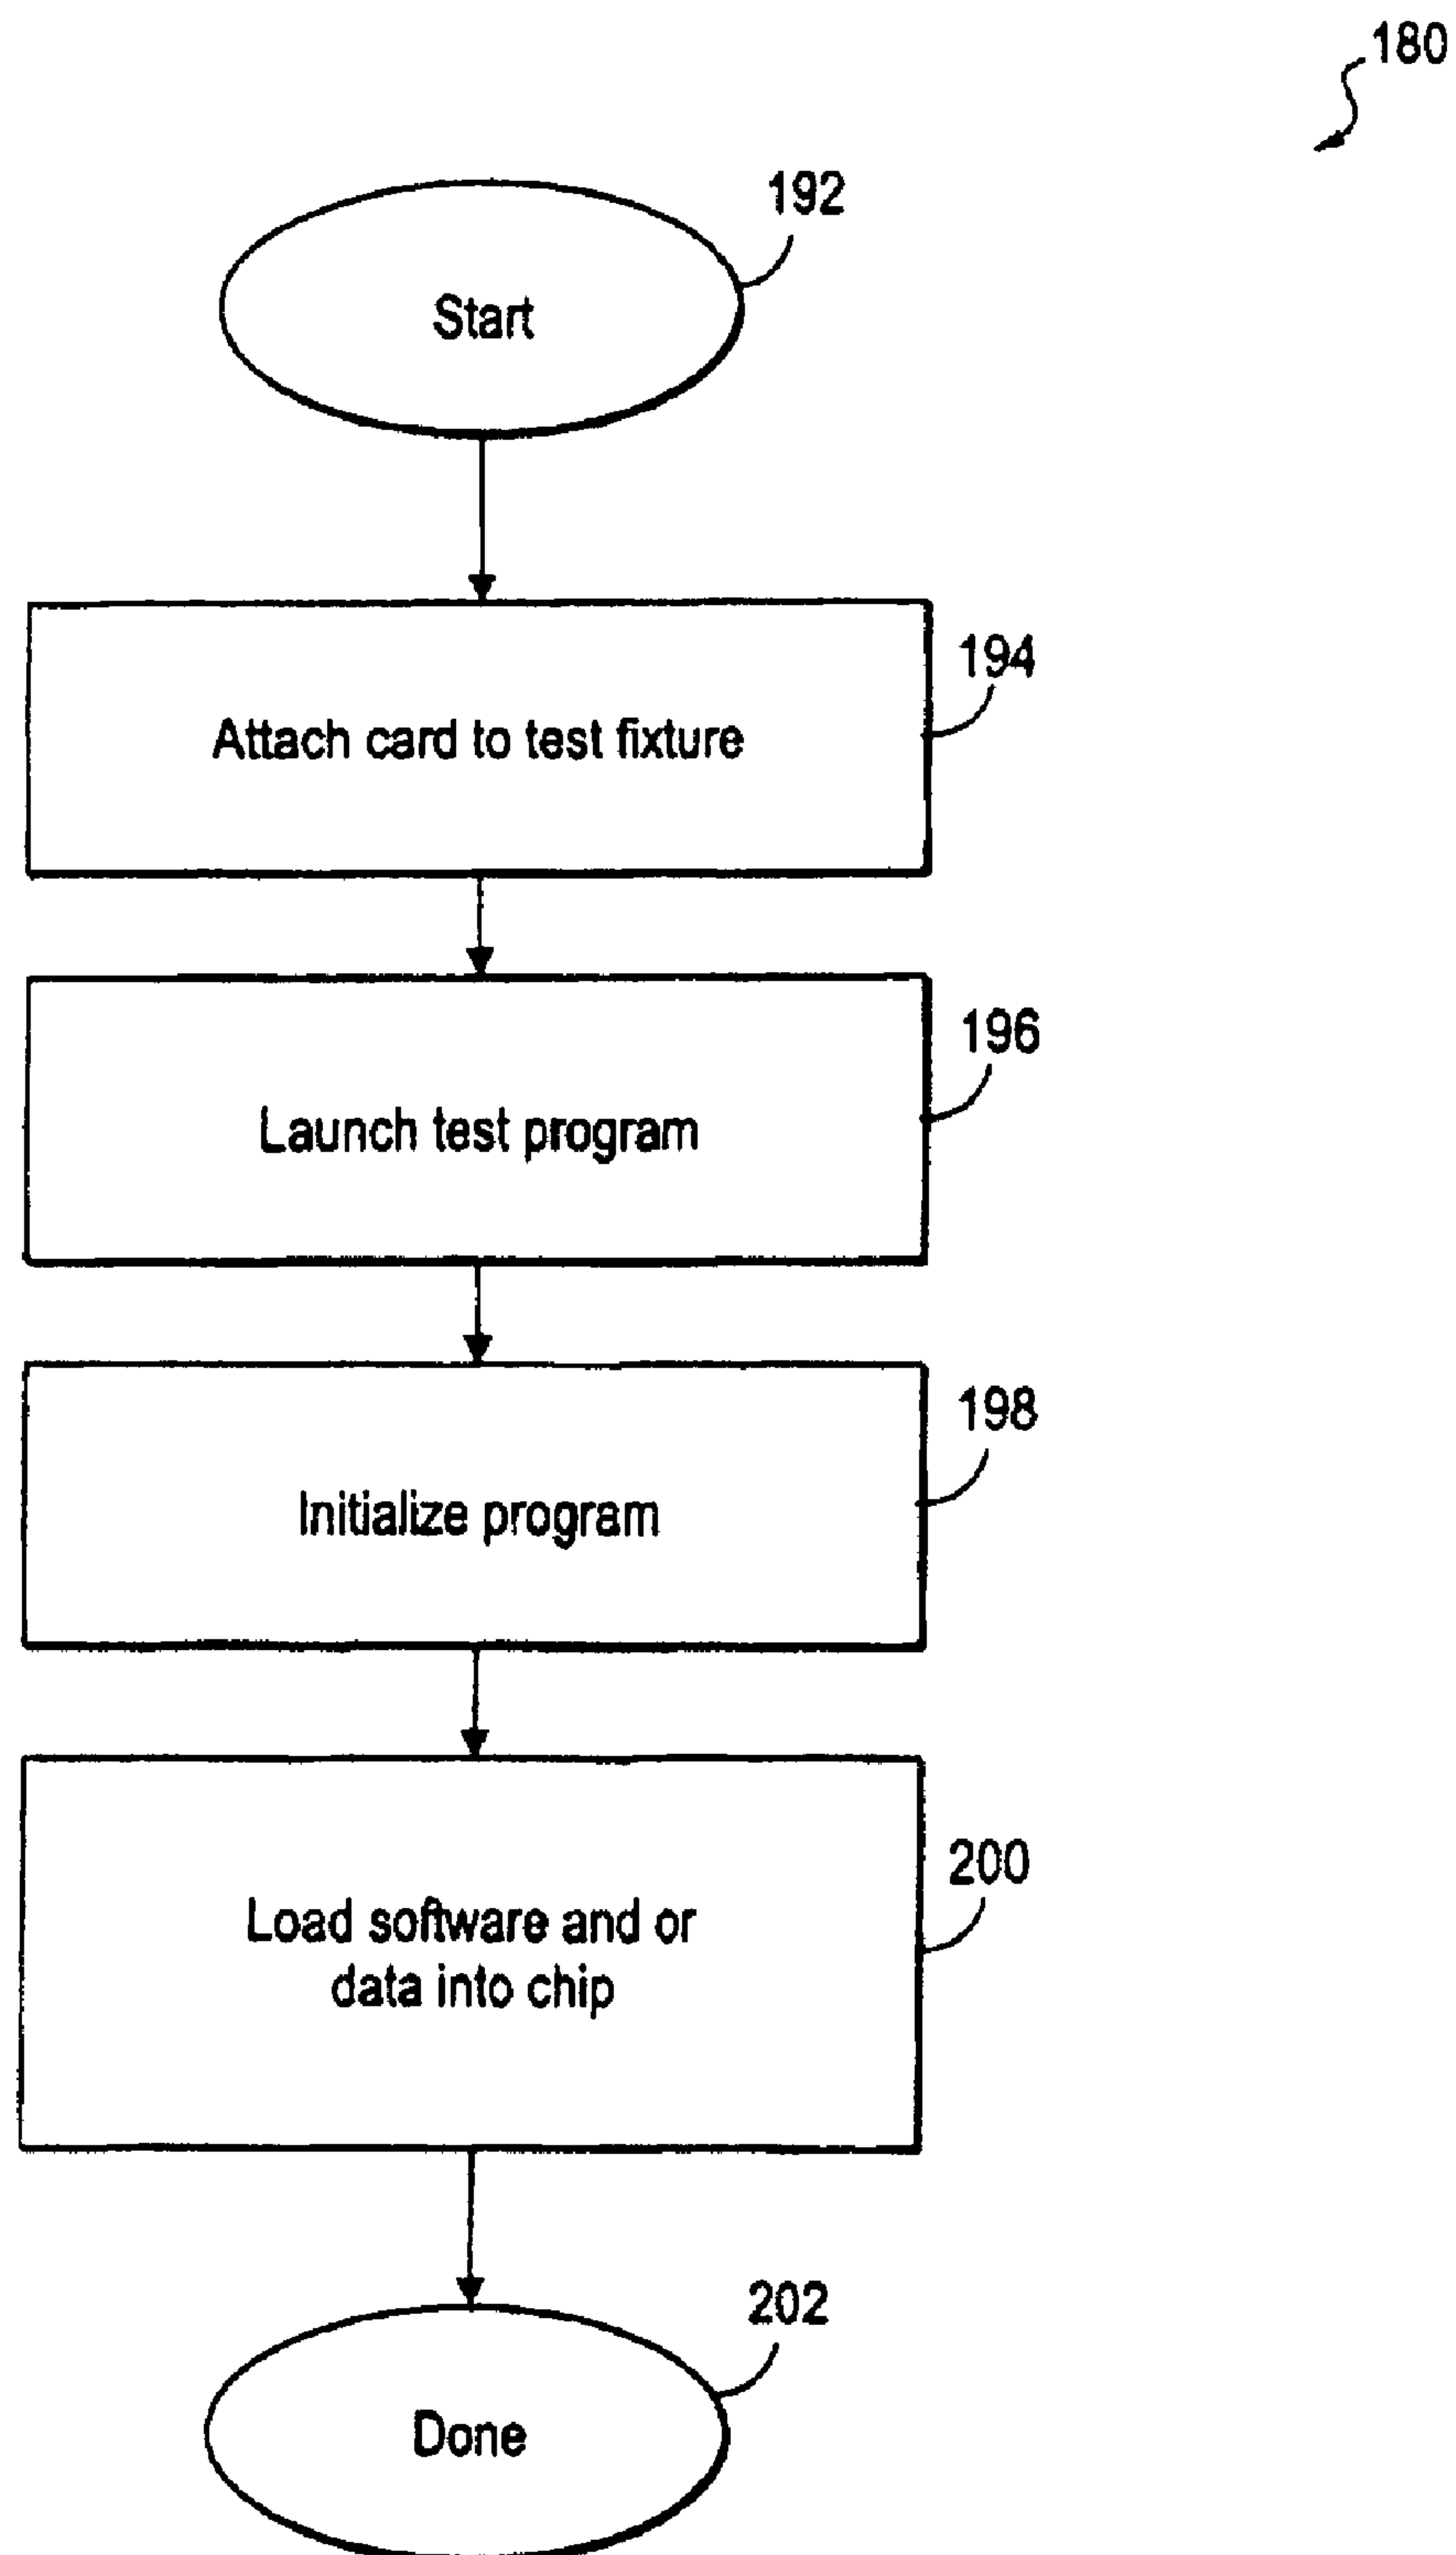 180
192
Start
194
Attach card to test fixture
196
Launch test program
198
Initialize program
200
Load software and or
data into chip
202
Done